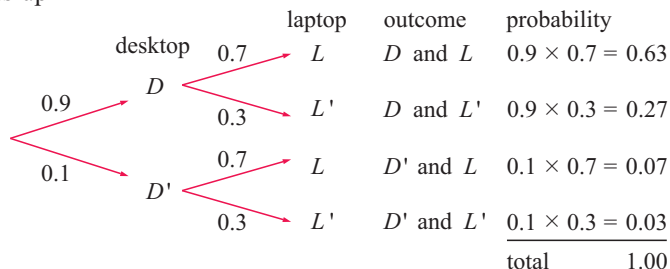 laptop outcome probability
desktop
0.7 L D and L 0.9 × 0.7 = 0.63
D
0.9 0.3 L' D and L' 0.9 × 0.3 = 0.27
0.1 0.7 L D' and L 0.1 × 0.7 = 0.07
D'
0.3 L' D' and L' 0.1 × 0.3 = 0.03
total 1.00